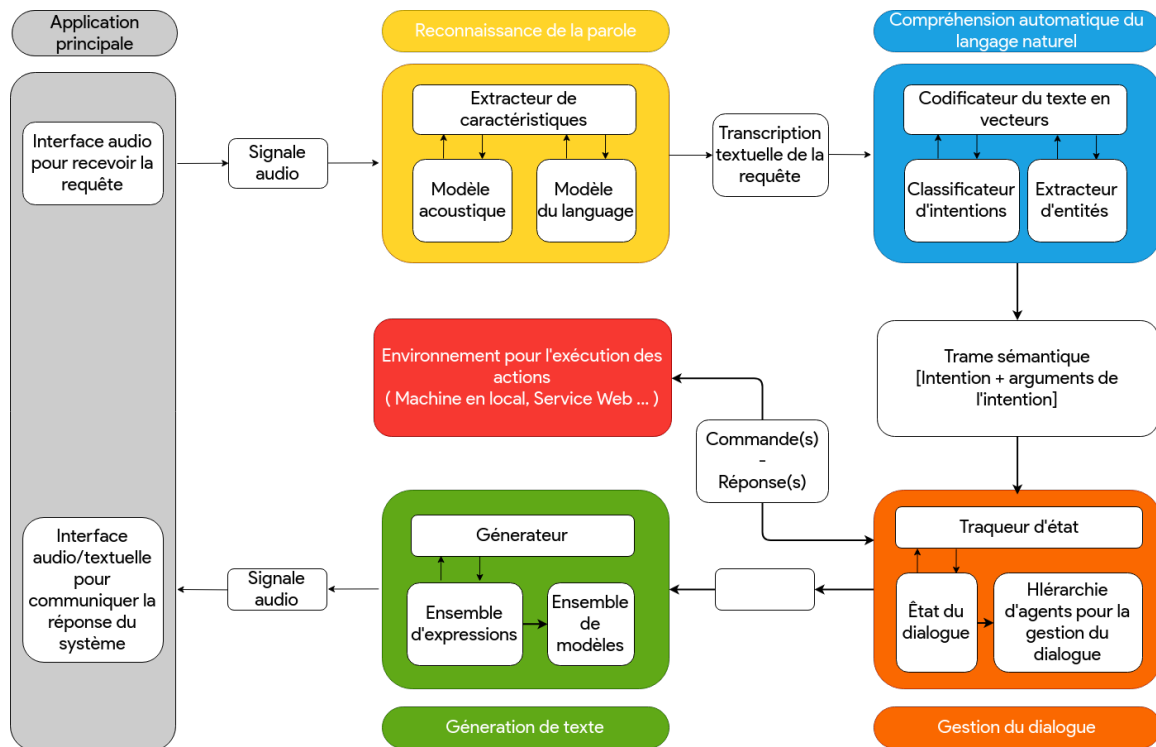 Application
principale
Reconnaissance de la parole
Compréhension automatique du
langage naturel
Interface audio
pour recevoir la
requête
Signale
audio
Extracteur de
caractéristiques
Modèle
acoustique
Modèle
du language
Transcription
textuelle de la
requête
Codificateur du texte en
vecteurs
Classificateur
d'intentions
Extracteur
d'entités
Environnement pour l'exécution des
actions
( Machine en local, Service Web ... )
Trame sémantique
[Intention + arguments de
l'intention]
Commande(s)
-
Réponse(s)
Interface
audio/textuelle
pour
communiquer la
réponse du
système
Signale
audio
Génerateur
Ensemble
d'expressions
Ensemble
de
modèles
Traqueur d'état
Êtat du
dialogue
HIérarchie
d'agents pour la
gestion du
dialogue
Géneration de texte
Gestion du dialogue